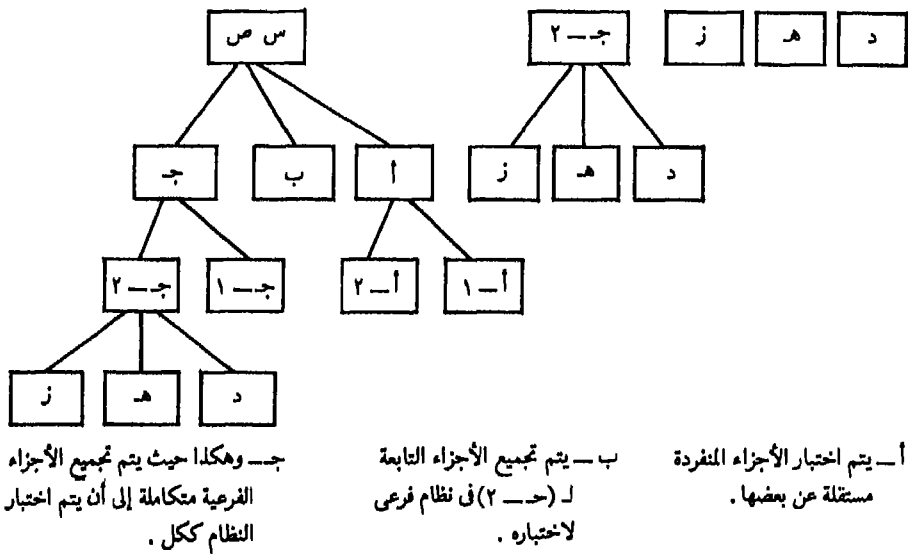 د هـ ز
جـ — ٢
د هـ ز
س ص
أ ب جـ
أ — ١ أ — ٢ جـ — ١ جـ — ٢
د هـ ز
أ — يتم اختبار الأجزاء المنفردة
مستقلة عن بعضها .
ب — يتم تجميع الأجزاء التابعة
لـ (حـ — ٢) فى نظام فرعى
لاختباره .
جـ — وهكذا حيث يتم تجميع الأجزاء
الفرعية متكاملة إلى أن يتم اختبار
النظام ككل .